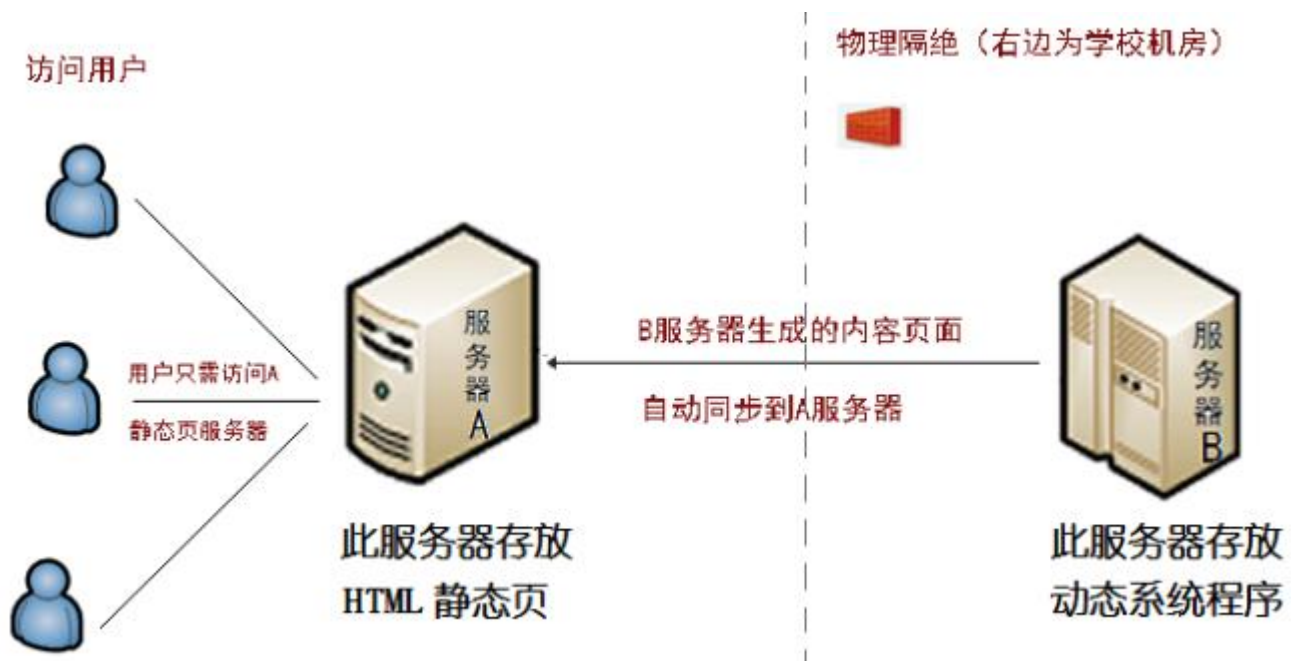 物理隔绝（右边为学校机房）
访问用户
服务器A
B服务器生成的内容页面
自动同步到A服务器
服务器B
用户只需访问A
静态页服务器
此服务器存放
HTML 静态页
此服务器存放
动态系统程序